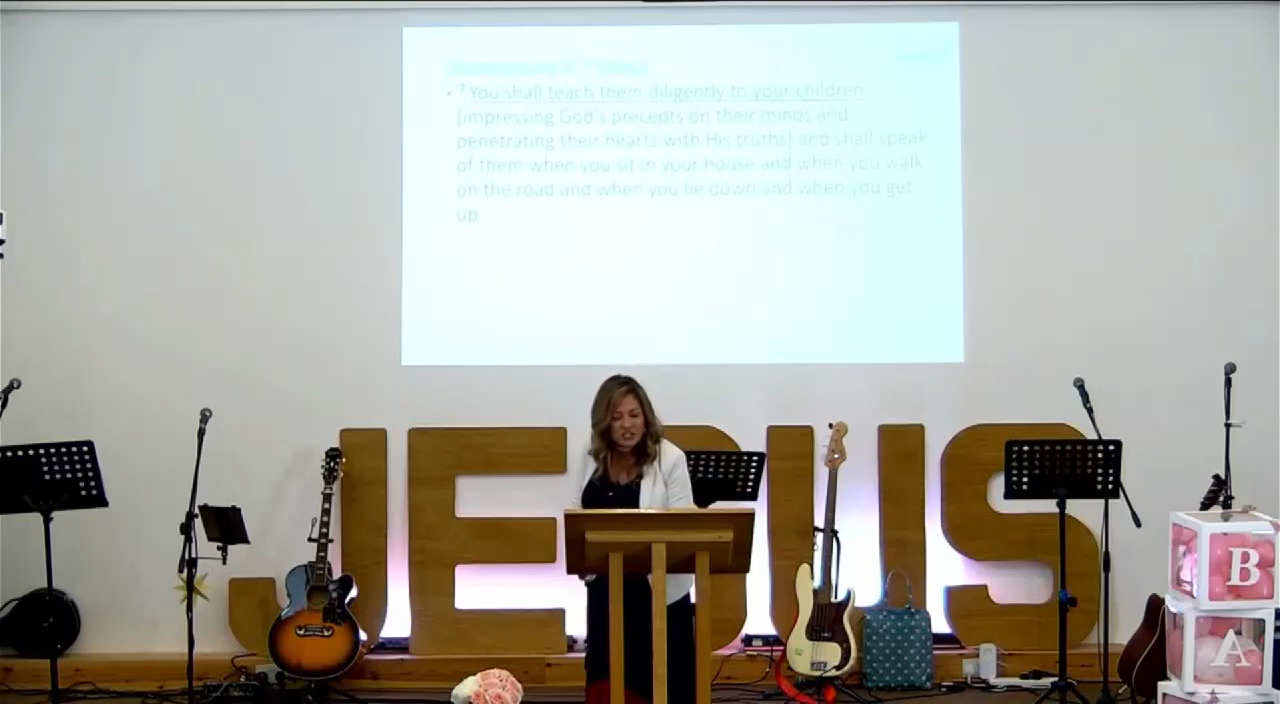 7 You shall teach them diligently to your children
[impressing God's precepts on their minds and
penetrating their hearts with His truths] and shall speak
of them when you sit in your house and when you walk
on the road and when you lie down and when you get
up.
JESUS
B
A